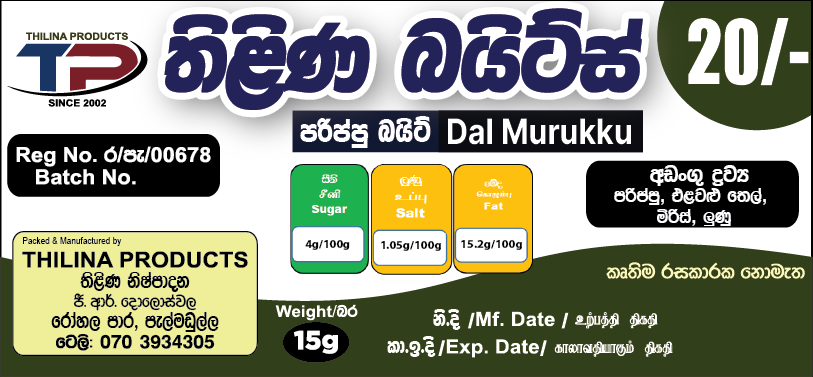 THILINA PRODUCTS
TP
SINCE 2002
තිළිණ බයිට්ස්
20/-
පරිප්පු බයිට් Dal Murukku
Reg No. ර/පැ/00678
Batch No.
සීනි
சீனி
Sugar
4g/100g
ලුණු
உப்பு
Salt
1.05g/100g
මේද
கொழுப்பு
Fat
15.2g/100g
අඩංගු ද්‍රව්‍ය
පරිප්පු, එළවළු තෙල්,
මිරිස්, ලුණු
Packed & Manufactured by
THILINA PRODUCTS
තිළිණ නිෂ්පාදන
ජී. ආර්. දොලොස්වල
රෝහල පාර, පැල්මඩුල්ල
ටෙලි: 070 3934305
කෘතිම රසකාරක නොමැත
Weight/බර
15g
නි.දි /Mf. Date / உற்பத்தி திகதி
කා.ඉ.දි /Exp. Date/ காலாவதியாகும் திகதி